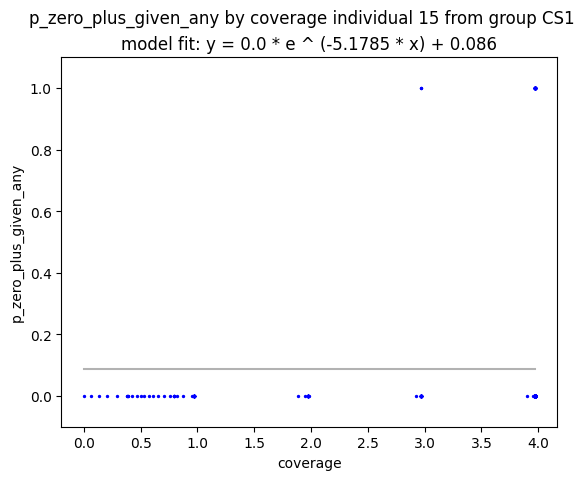 p_zero_plus_given_any by coverage individual 15 from group CS1
model fit: y = 0.0 * e ^ (-5.1785 * x) + 0.086
1.0
0.8
0.6
0.4
0.2
0.0
p_zero_plus_given_any
0.0 0.5 1.0 1.5 2.0 2.5 3.0 3.5 4.0
coverage